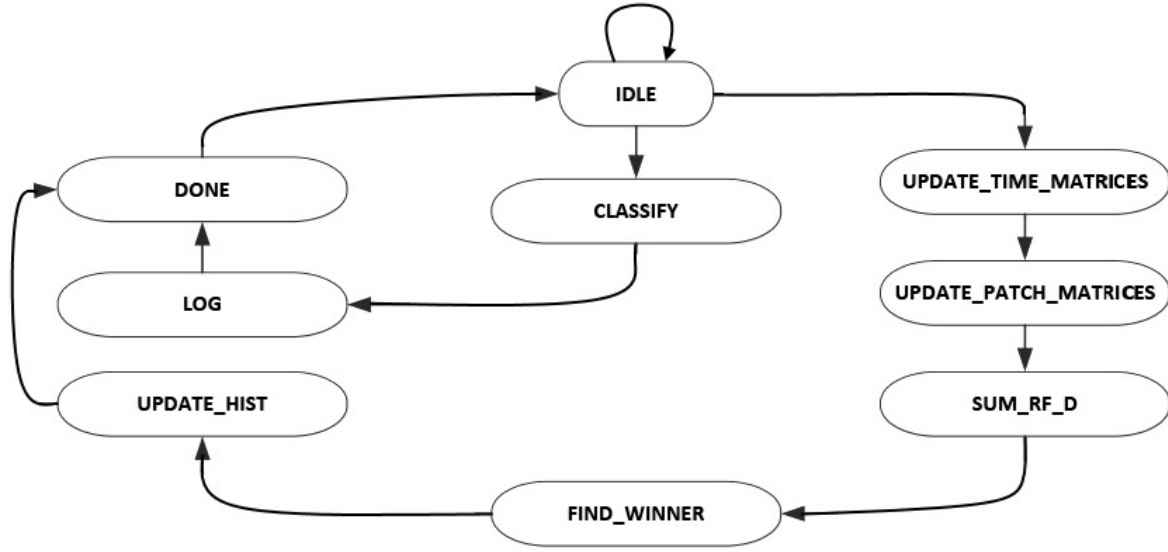 IDLE
DONE
CLASSIFY
UPDATE_TIME_MATRICES
LOG
UPDATE_PATCH_MATRICES
UPDATE_HIST
SUM_RF_D
FIND_WINNER